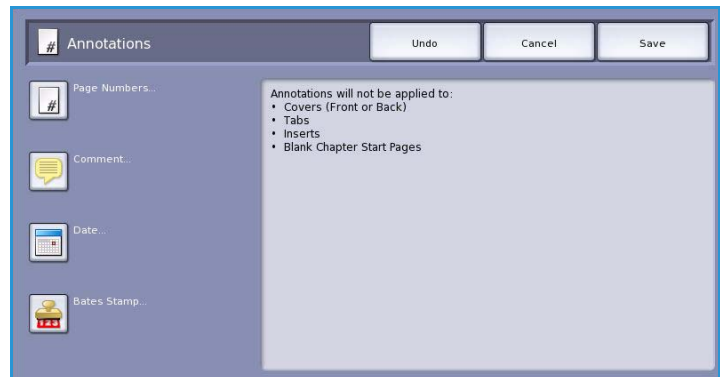 # Annotations
Undo
Cancel
Save
# Page Numbers...
Comment...
Date...
Bates Stamp...
Annotations will not be applied to:
• Covers (Front or Back)
• Tabs
• Inserts
• Blank Chapter Start Pages